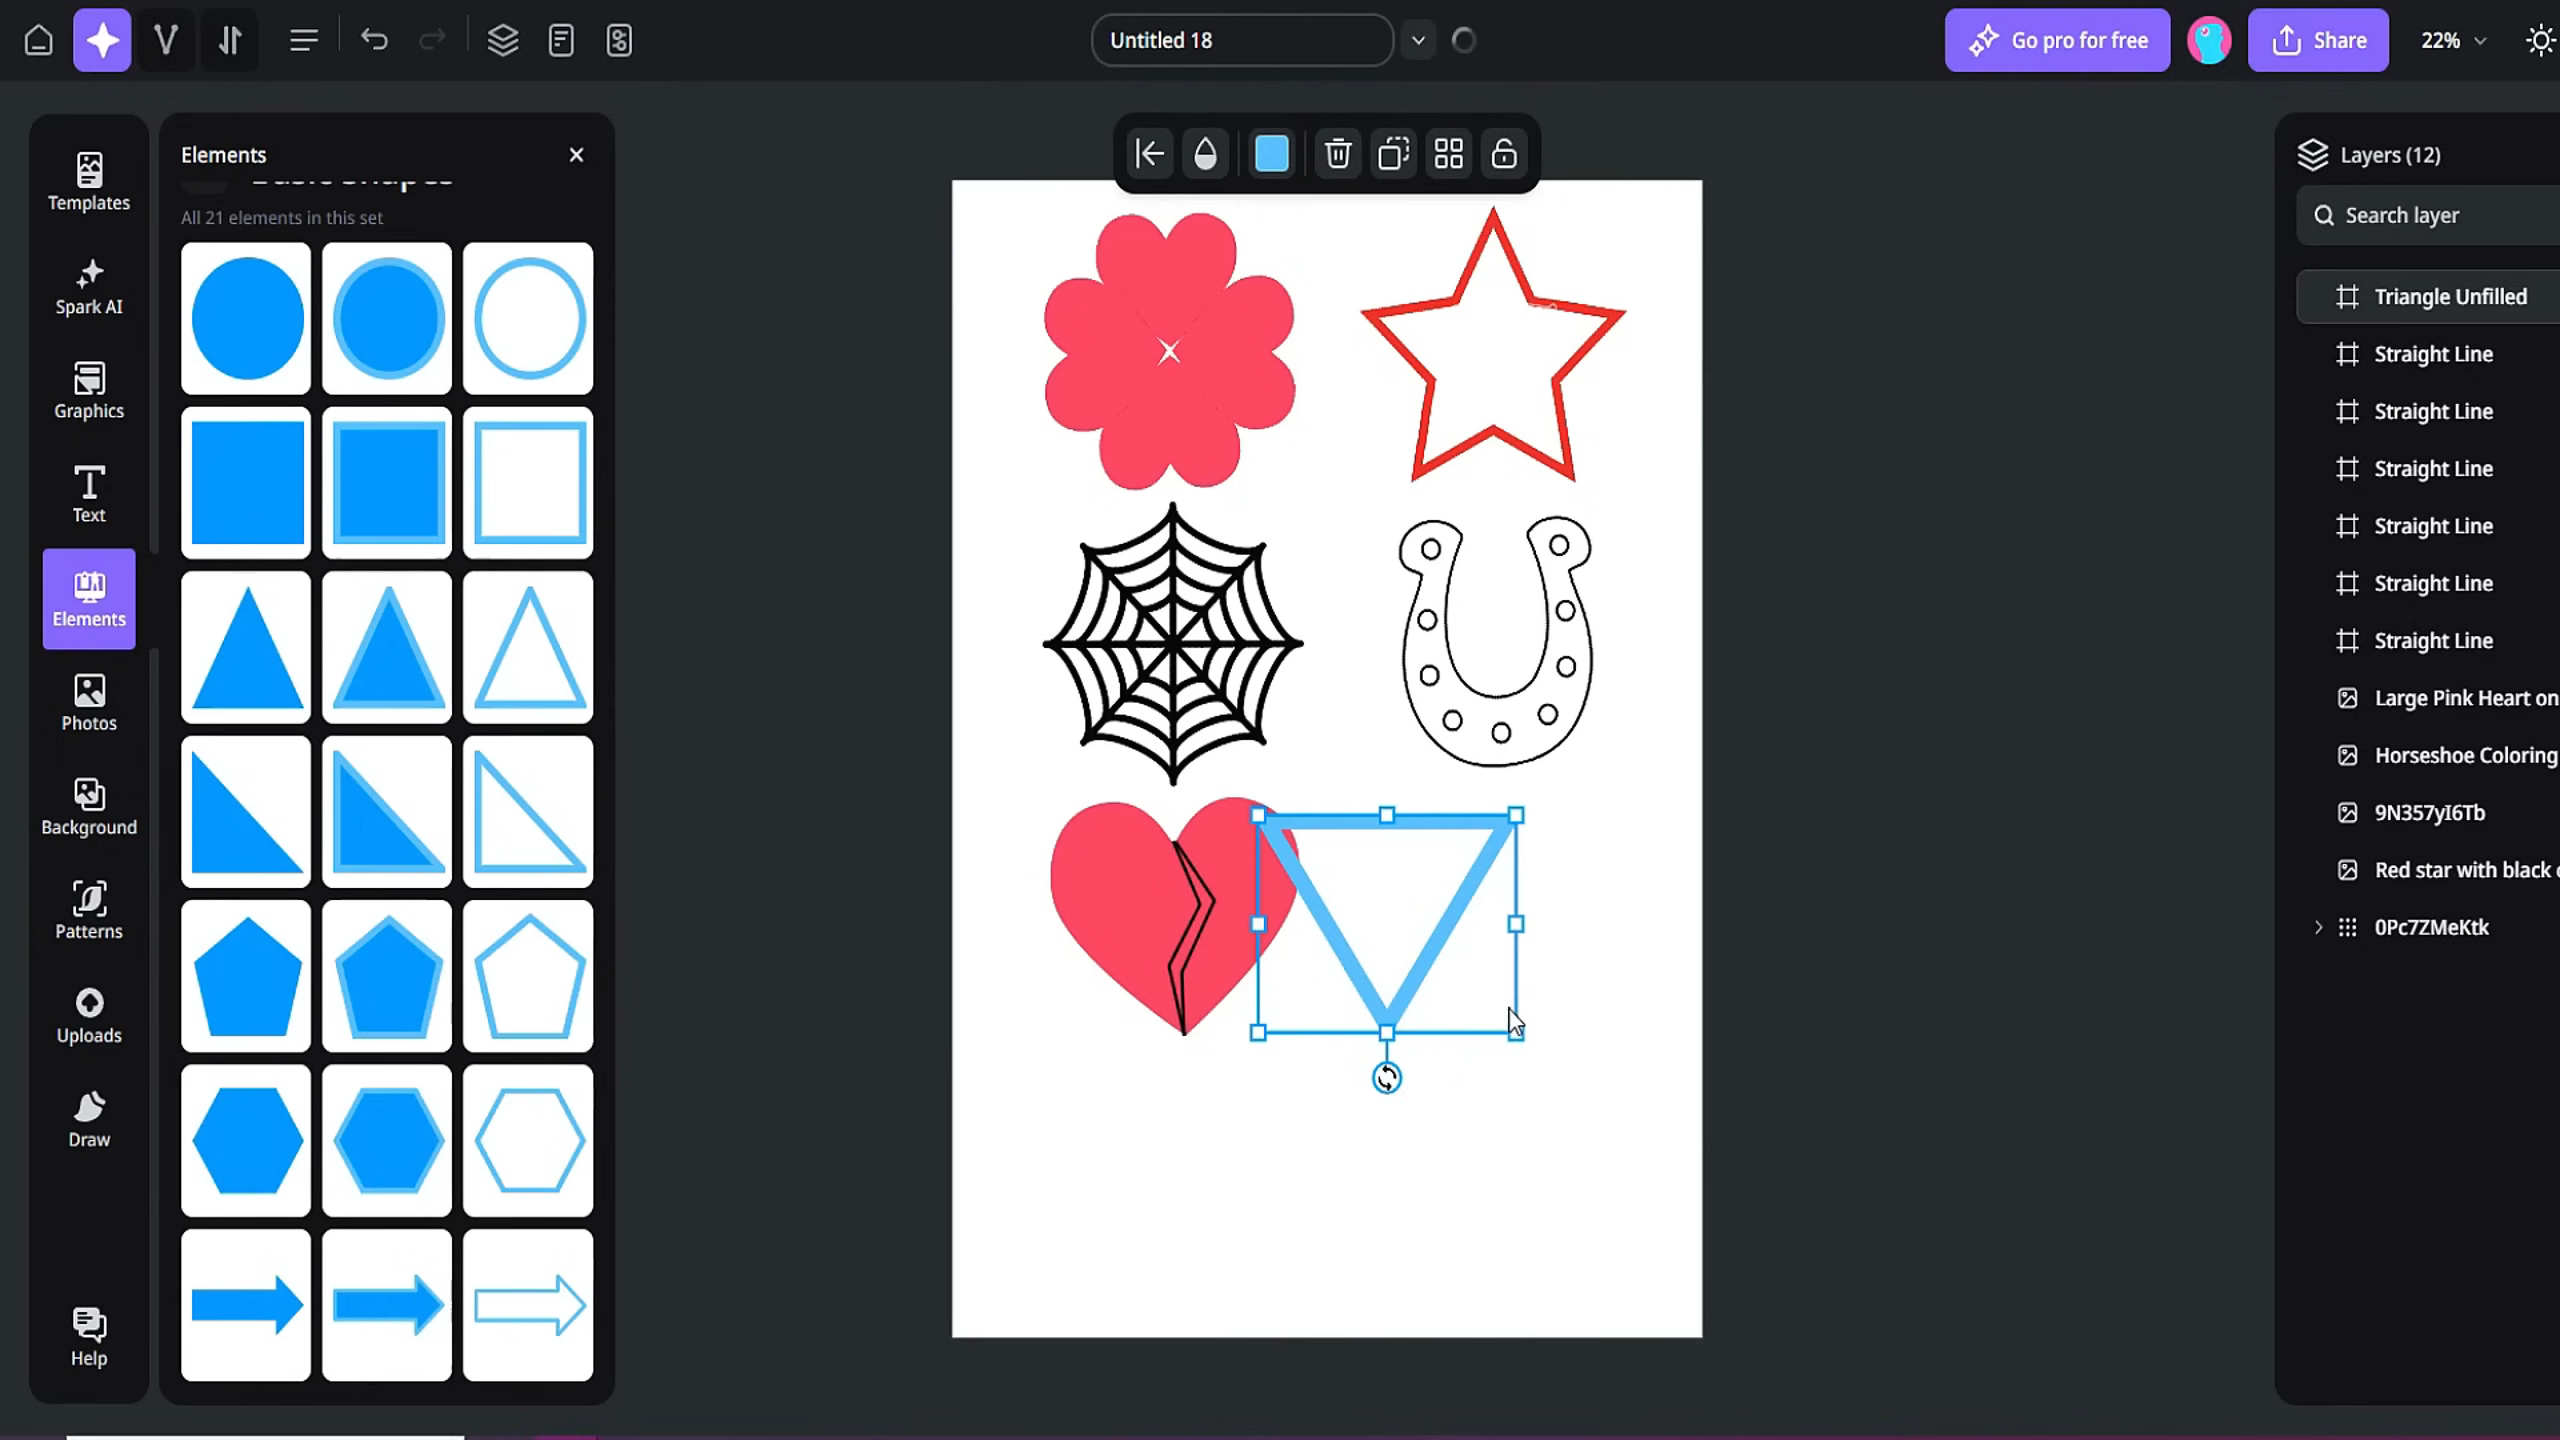 Untitled 18
Go pro for free
Share
22%
Templates
Spark AI
Graphics
Text
Elements
Photos
Background
Patterns
Uploads
Draw
Help
Elements
Basic Shapes
All 21 elements in this set
Layers (12)
Search layer
Triangle Unfilled
Straight Line
Straight Line
Straight Line
Straight Line
Straight Line
Straight Line
Large Pink Heart on
Horseshoe Coloring
9N357yI6Tb
Red star with black
0Pc7ZMeKtk